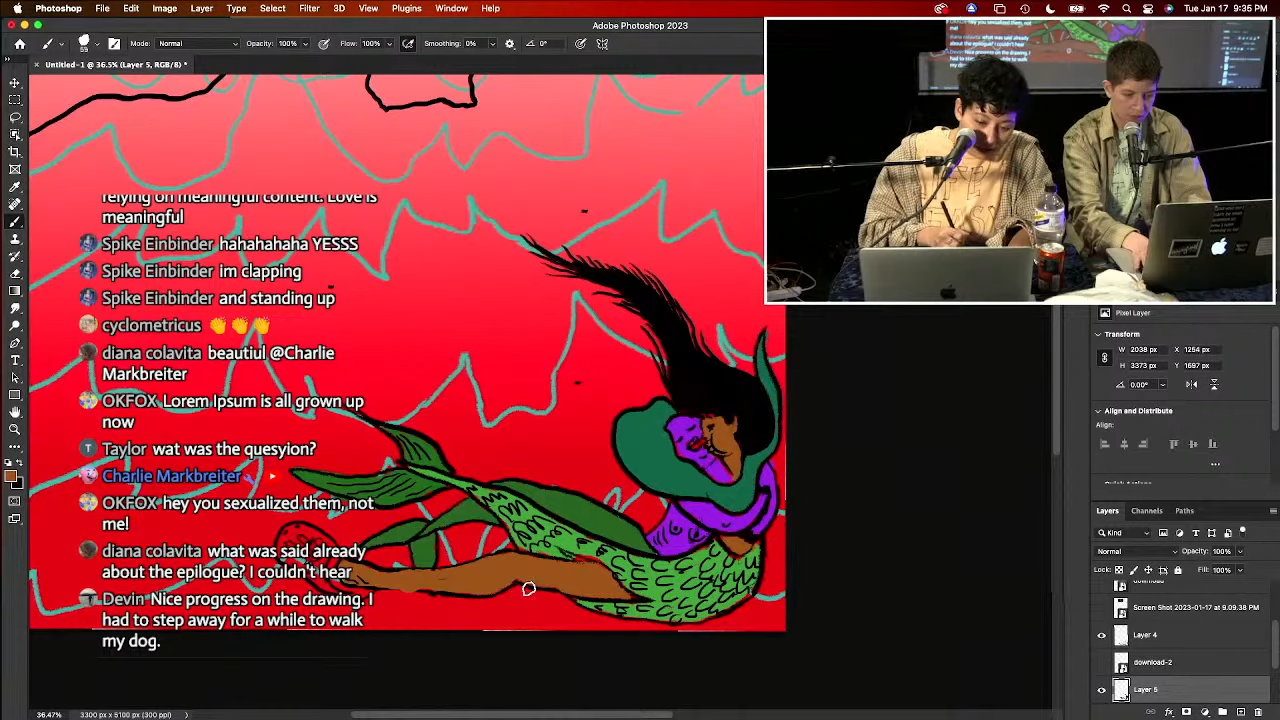 Photoshop File Edit Image Layer Type Select Filter 3D View Plugins Window Help
Tue Jan 17 9:36 PM
Adobe Photoshop 2023
Mode: Normal
100%
0°
Untitled-1 @ 36.5% (Layer 5, RGB/8) *
relying on meaningful content. Love is
meaningful
Spike Einbinder hahahahaha YESSS
Spike Einbinder im clapping
Spike Einbinder and standing up
cyclometricus 👏 👏 👏
diana colavita beautiul @Charlie
Markbreiter
OKFOX Lorem Ipsum is all grown up
now
Taylor wat was the quesyion?
Charlie Markbreiter
OKFOX hey you sexualized them, not
me!
diana colavita what was said already
about the epilogue? I couldn't hear
Devin Nice progress on the drawing. I
had to step away for a while to walk
my dog.
Pixel Layer
Transform
W 2038 px X 1254 px
H 3373 px Y 1697 px
0.00°
Align and Distribute
Align:
Layers Channels Paths
Kind
Normal Opacity: 100%
Lock: Fill: 100%
download
Screen Shot 2023-01-17 at 9.09.38 PM
Layer 4
download-2
Layer 5
36.47% 3300 px x 5100 px (300 ppi)